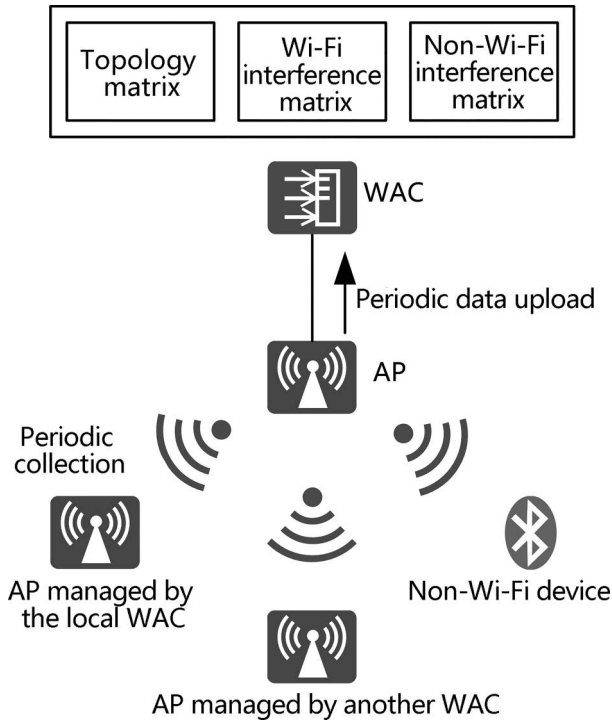 Topology
matrix
Wi-Fi
interference
matrix
Non-Wi-Fi
interference
matrix
WAC
Periodic data upload
AP
Periodic
collection
AP managed by
the local WAC
Non-Wi-Fi device
AP managed by another WAC